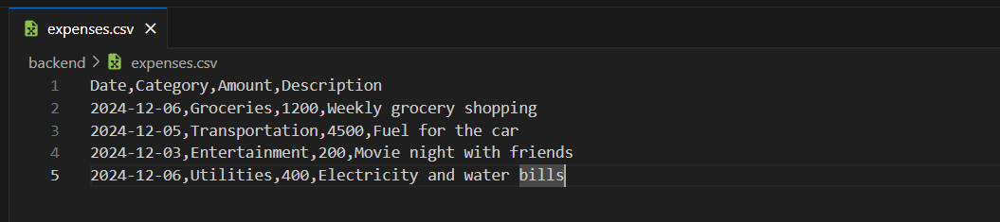 expenses.csv
backend > expenses.csv
1 Date,Category,Amount,Description
2 2024-12-06,Groceries,1200,Weekly grocery shopping
3 2024-12-05,Transportation,4500,Fuel for the car
4 2024-12-03,Entertainment,200,Movie night with friends
5 2024-12-06,Utilities,400,Electricity and water bills